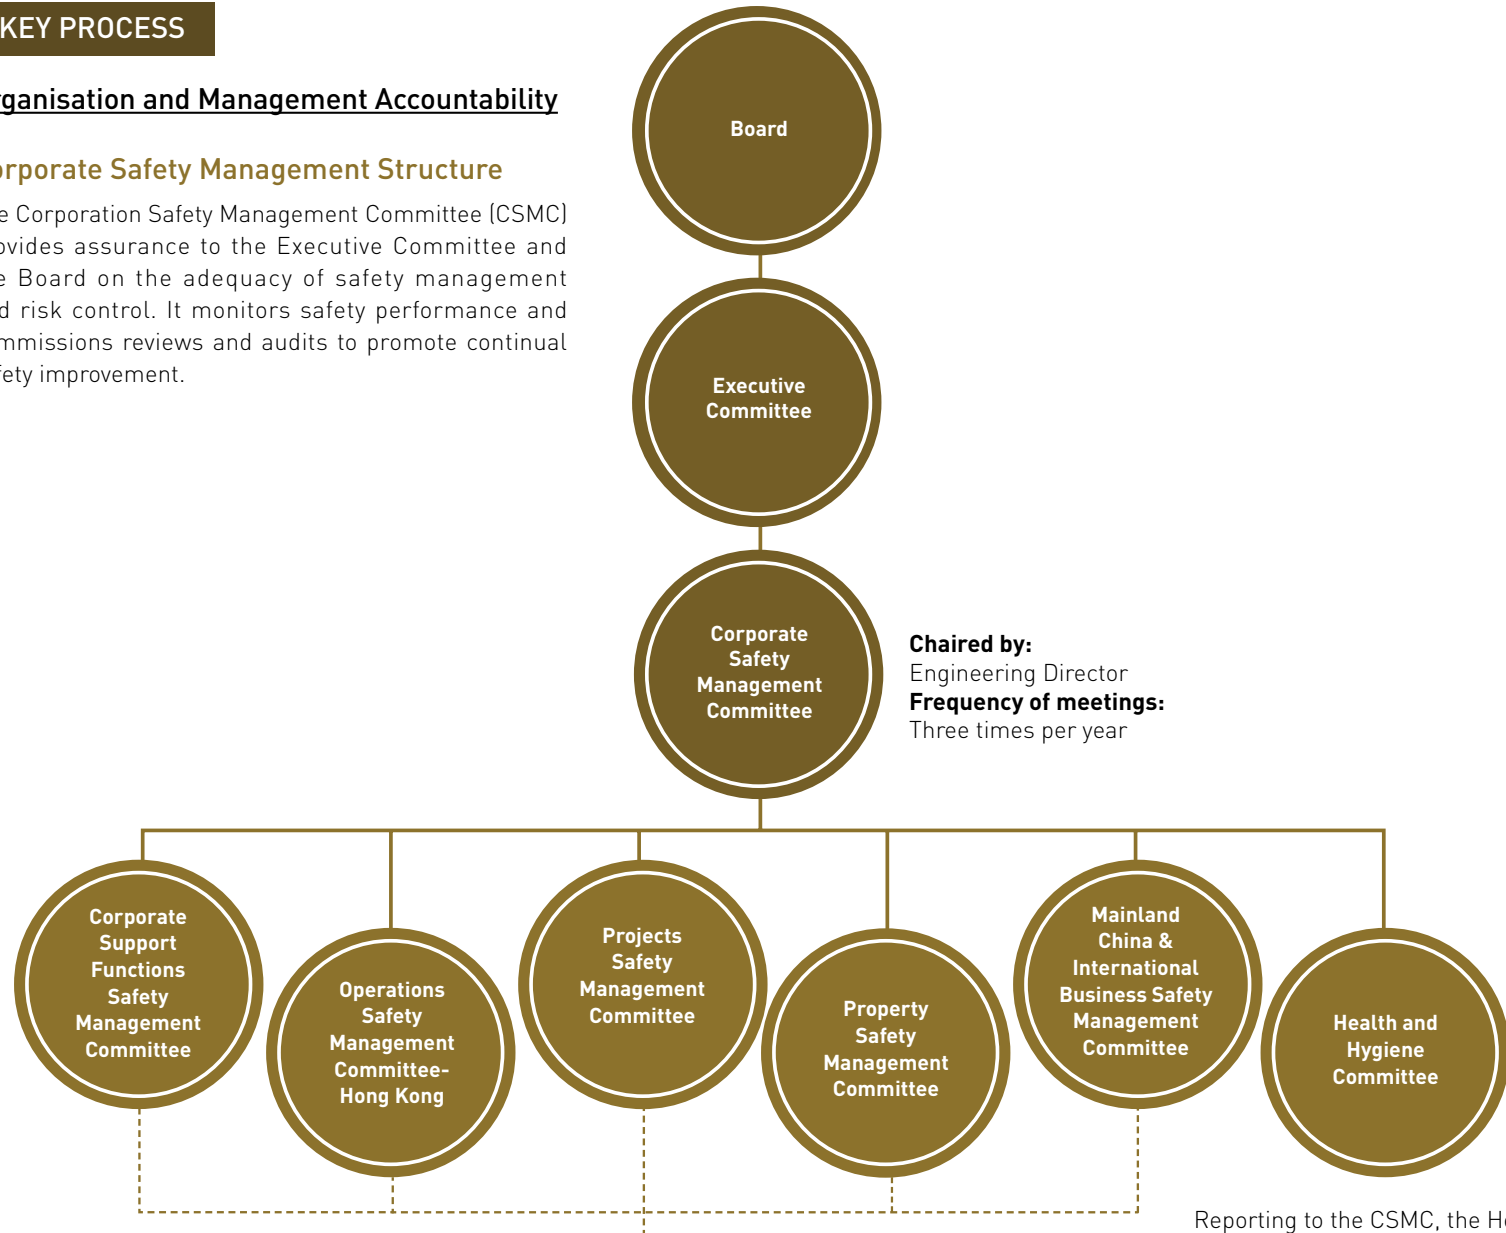 KEY PROCESS
rganisation and Management Accountability
orporate Safety Management Structure
e Corporation Safety Management Committee (CSMC)
ovides assurance to the Executive Committee and
e Board on the adequacy of safety management
d risk control. It monitors safety performance and
mmissions reviews and audits to promote continual
fety improvement.
Board
Executive
Committee
Corporate
Safety
Management
Committee
Chaired by:
Engineering Director
Frequency of meetings:
Three times per year
Corporate
Support
Functions
Safety
Management
Committee
Operations
Safety
Management
Committee-
Hong Kong
Projects
Safety
Management
Committee
Property
Safety
Management
Committee
Mainland
China &
International
Business Safety
Management
Committee
Health and
Hygiene
Committee
Reporting to the CSMC, the He